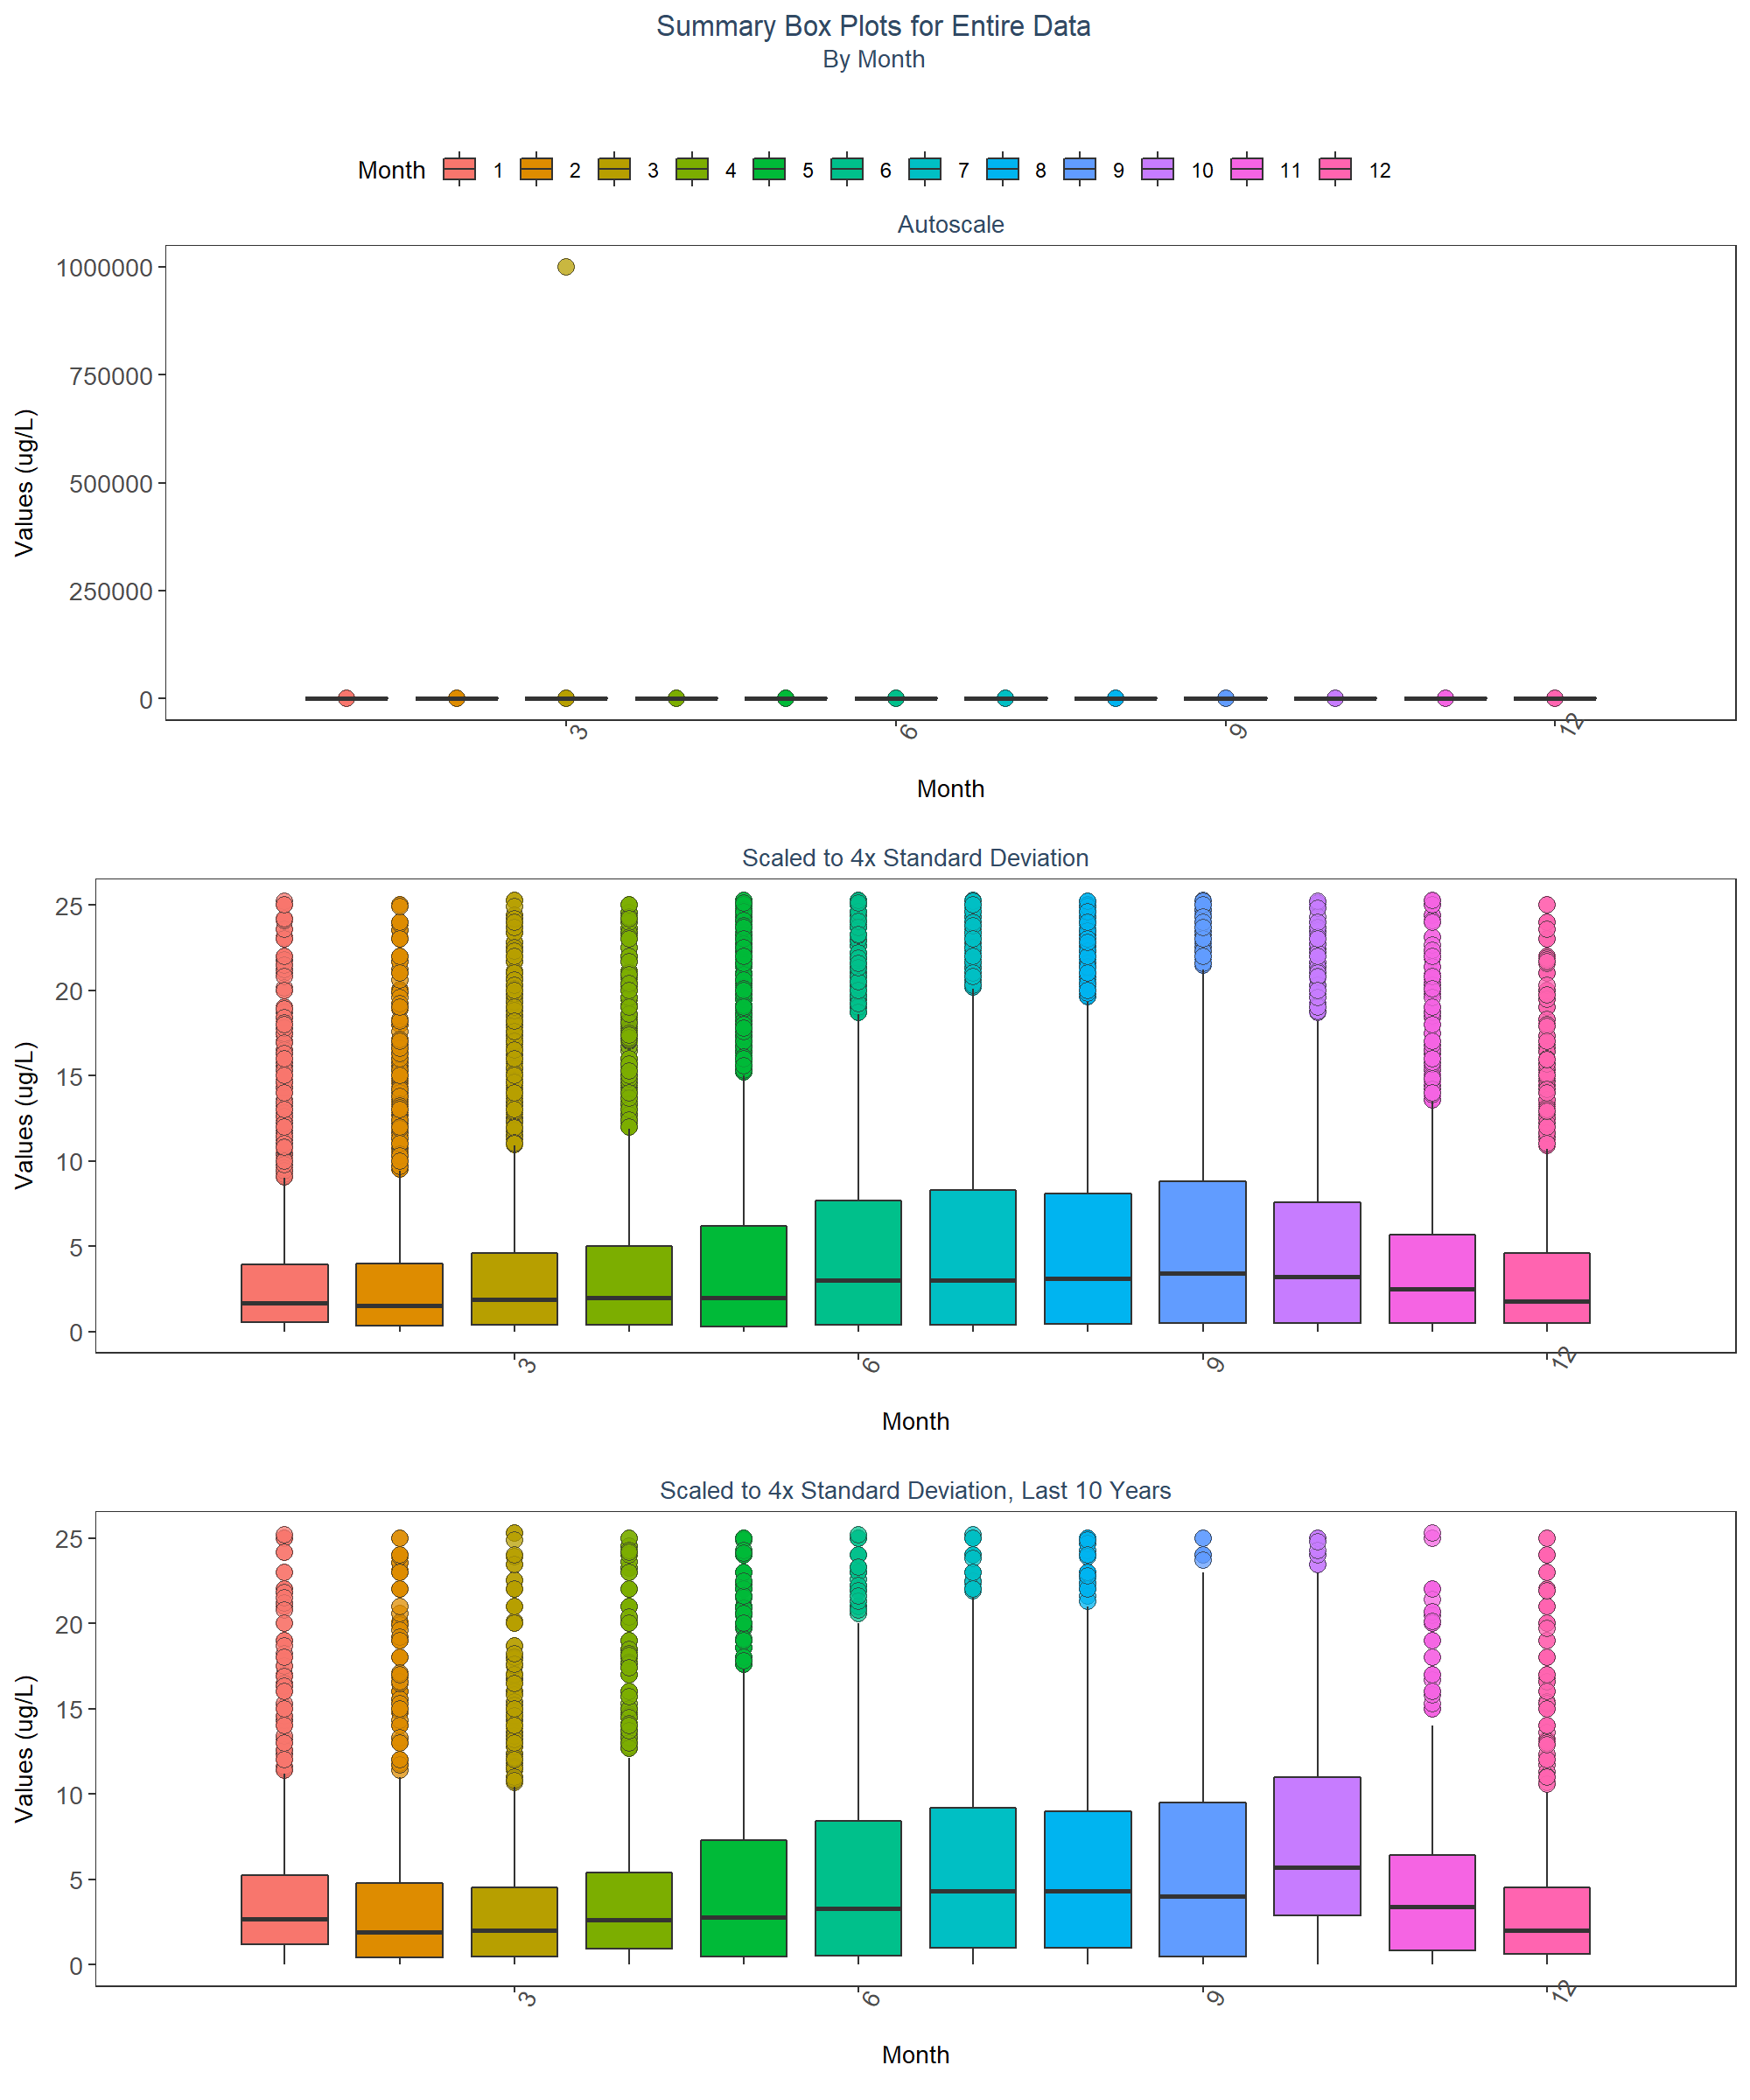 Summary Box Plots for Entire Data
By Month
Month 1 2 3 4 5 6 7 8 9 10 11 12
Autoscale
Values (ug/L)
1000000
750000
500000
250000
0
3 6 9 12
Month
Scaled to 4x Standard Deviation
Values (ug/L)
25
20
15
10
5
0
3 6 9 12
Month
Scaled to 4x Standard Deviation, Last 10 Years
Values (ug/L)
25
20
15
10
5
0
3 6 9 12
Month